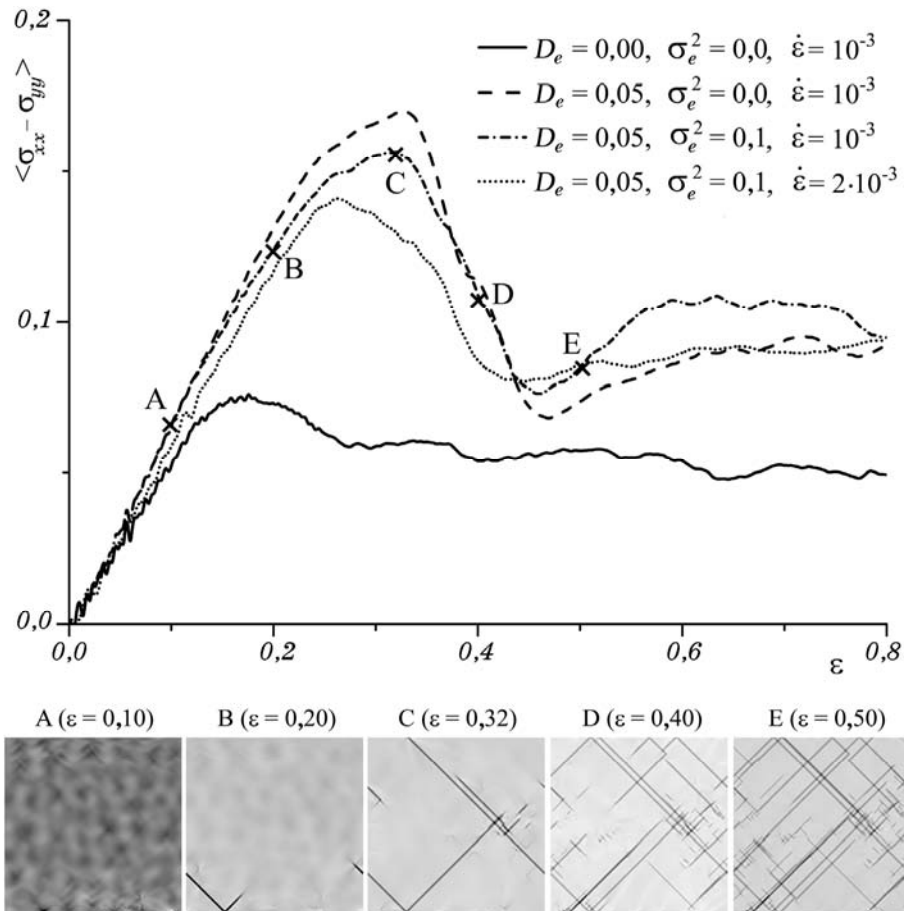 0,2
<σxx – σyy>
De = 0,00, σe² = 0,0, ε̇ = 10⁻³
De = 0,05, σe² = 0,0, ε̇ = 10⁻³
De = 0,05, σe² = 0,1, ε̇ = 10⁻³
De = 0,05, σe² = 0,1, ε̇ = 2·10⁻³
C
B
D
0,1
E
A
0,0
0,0 0,2 0,4 0,6 ε 0,8
A (ε = 0,10) B (ε = 0,20) C (ε = 0,32) D (ε = 0,40) E (ε = 0,50)